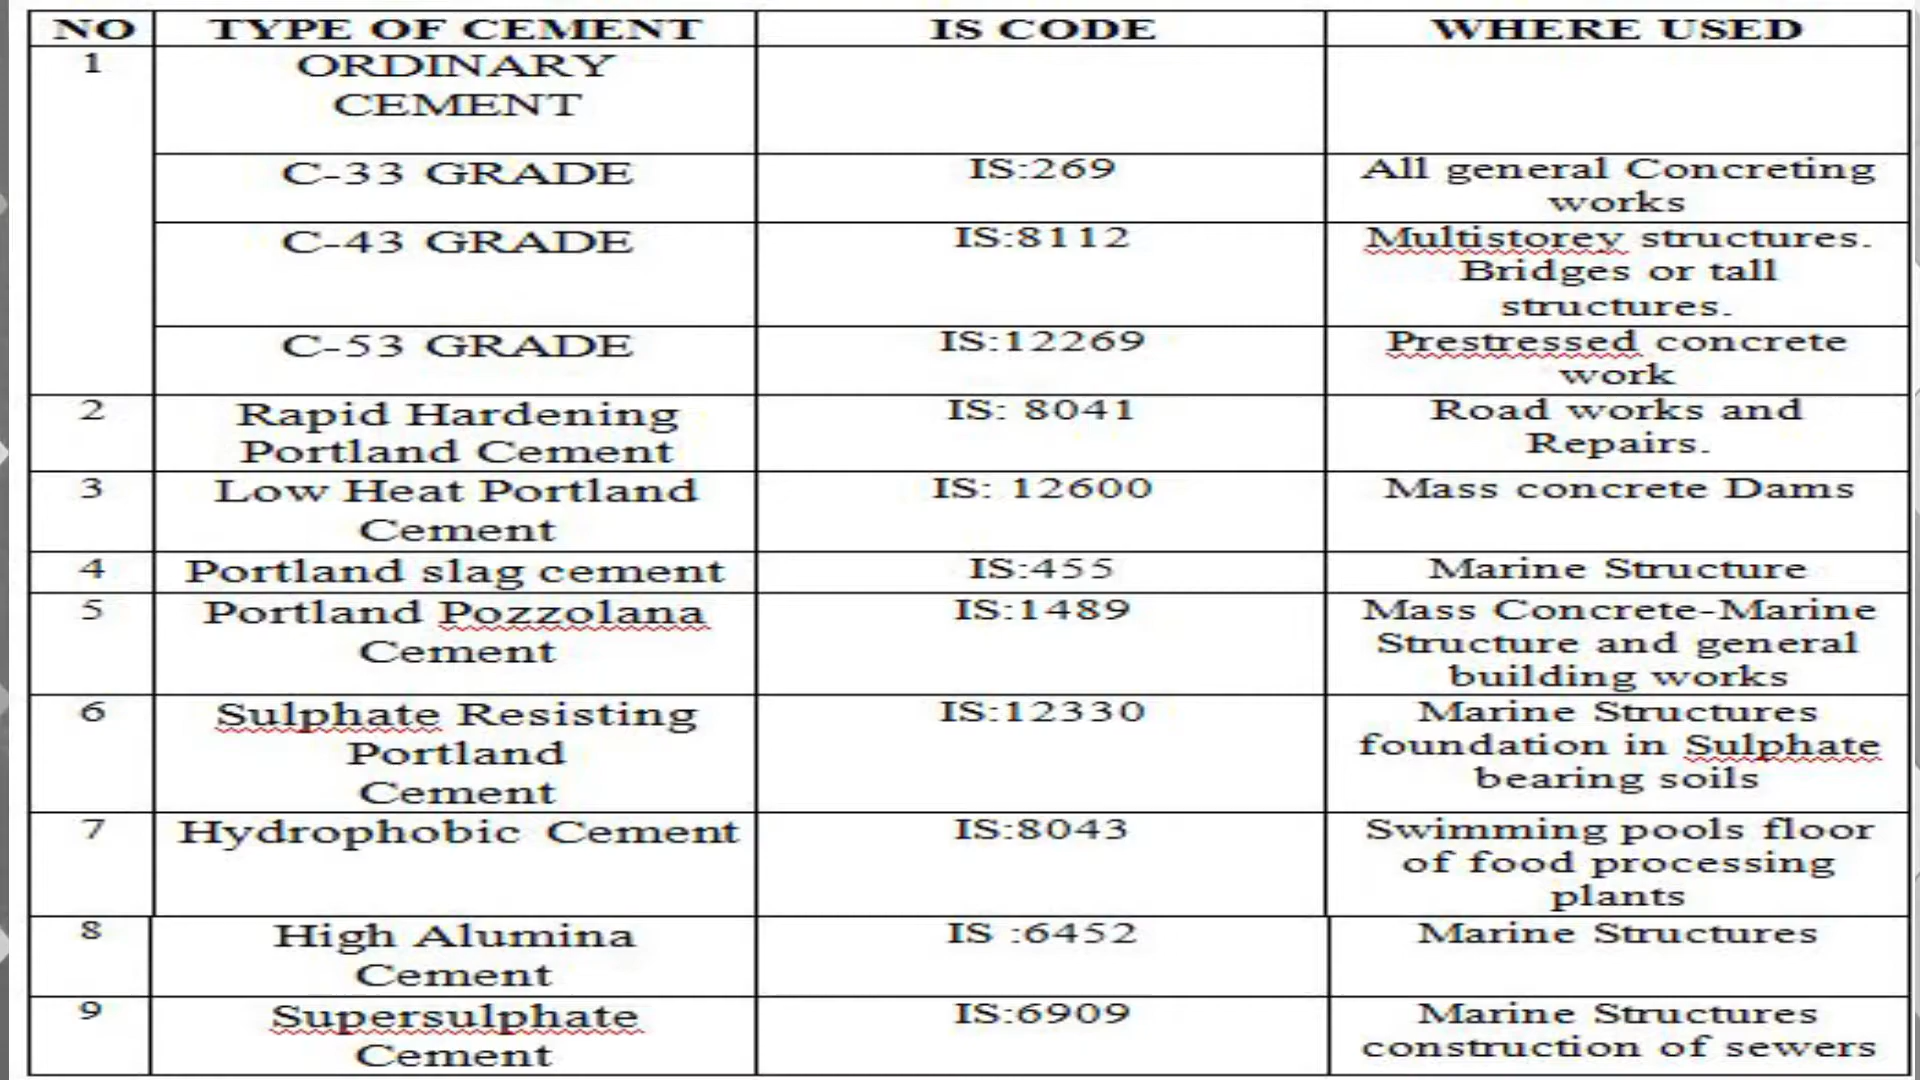 NO TYPE OF CEMENT IS CODE WHERE USED
1 ORDINARY
CEMENT
C-33 GRADE IS:269 All general Concreting
works
C-43 GRADE IS:8112 Multistorey structures.
Bridges or tall
structures.
C-53 GRADE IS:12269 Prestressed concrete
work
2 Rapid Hardening IS: 8041 Road works and
Portland Cement Repairs.
3 Low Heat Portland IS: 12600 Mass concrete Dams
Cement
4 Portland slag cement IS:455 Marine Structure
5 Portland Pozzolana IS:1489 Mass Concrete-Marine
Cement Structure and general
building works
6 Sulphate Resisting IS:12330 Marine Structures
Portland foundation in Sulphate
Cement bearing soils
7 Hydrophobic Cement IS:8043 Swimming pools floor
of food processing
plants
8 High Alumina IS :6452 Marine Structures
Cement
9 Supersulphate IS:6909 Marine Structures
Cement construction of sewers